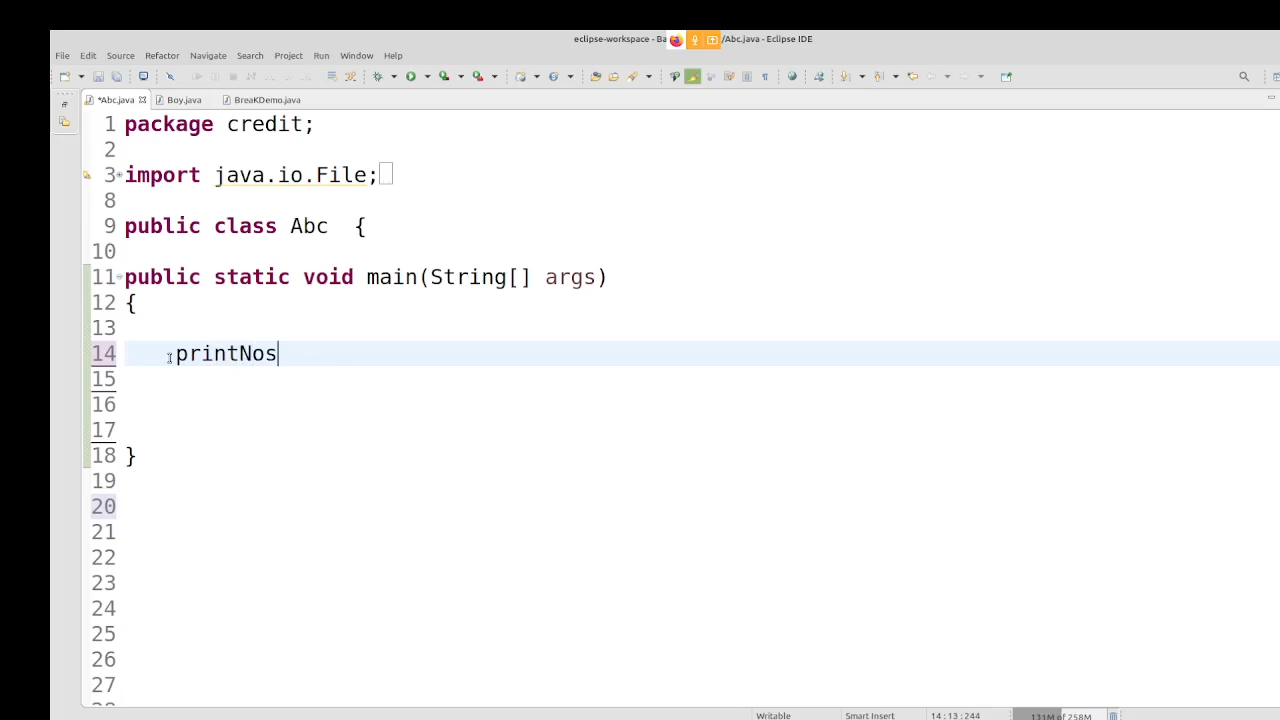 eclipse-workspace - Ba /Abc.java - Eclipse IDE
File Edit Source Refactor Navigate Search Project Run Window Help
*Abc.java Boy.java BreaKDemo.java
1 package credit;
2
3 import java.io.File;
8
9 public class Abc  {
10
11 public static void main(String[] args)
12 {
13
14 printNos
15
16
17
18 }
19
20
21
22
23
24
25
26
27
Writable Smart Insert 14 : 13 : 244 131M of 258M